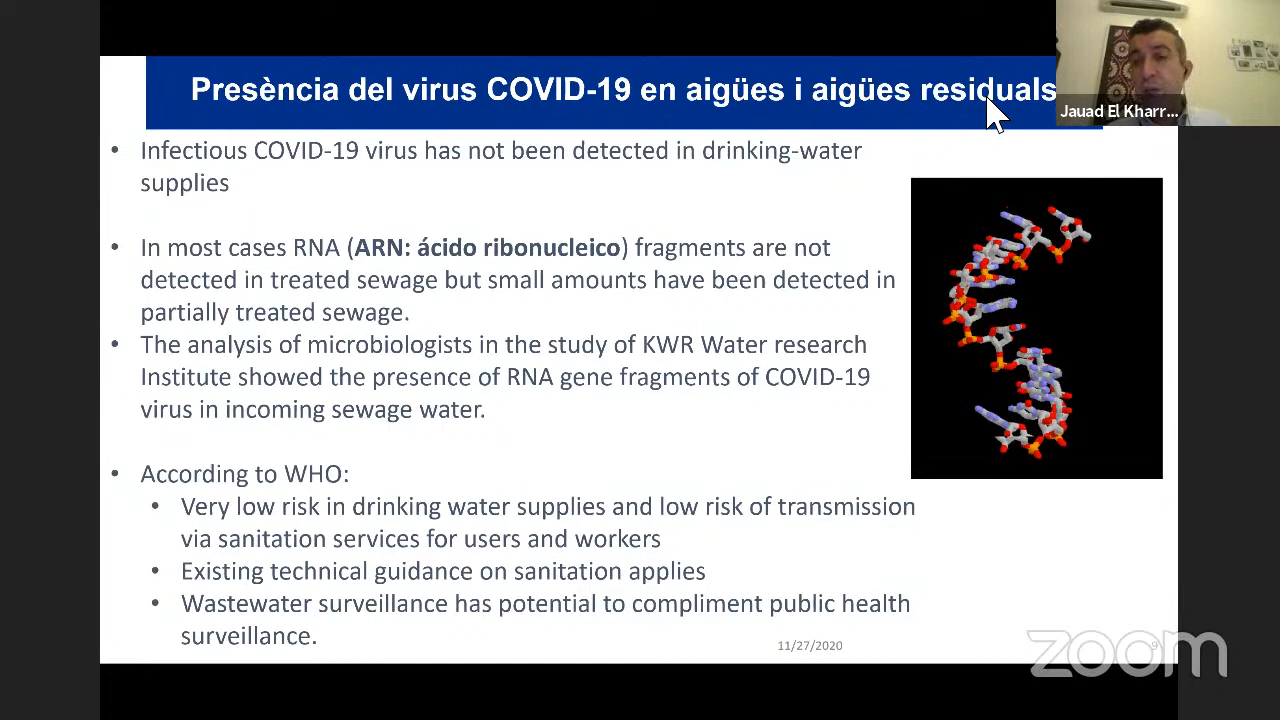 Presència del virus COVID-19 en aigües i aigües residuals
Jauad El Kharr...
• Infectious COVID-19 virus has not been detected in drinking-water
supplies
• In most cases RNA (ARN: ácido ribonucleico) fragments are not
detected in treated sewage but small amounts have been detected in
partially treated sewage.
• The analysis of microbiologists in the study of KWR Water research
Institute showed the presence of RNA gene fragments of COVID-19
virus in incoming sewage water.
• According to WHO:
• Very low risk in drinking water supplies and low risk of transmission
via sanitation services for users and workers
• Existing technical guidance on sanitation applies
• Wastewater surveillance has potential to compliment public health
surveillance.
11/27/2020
9
zoom